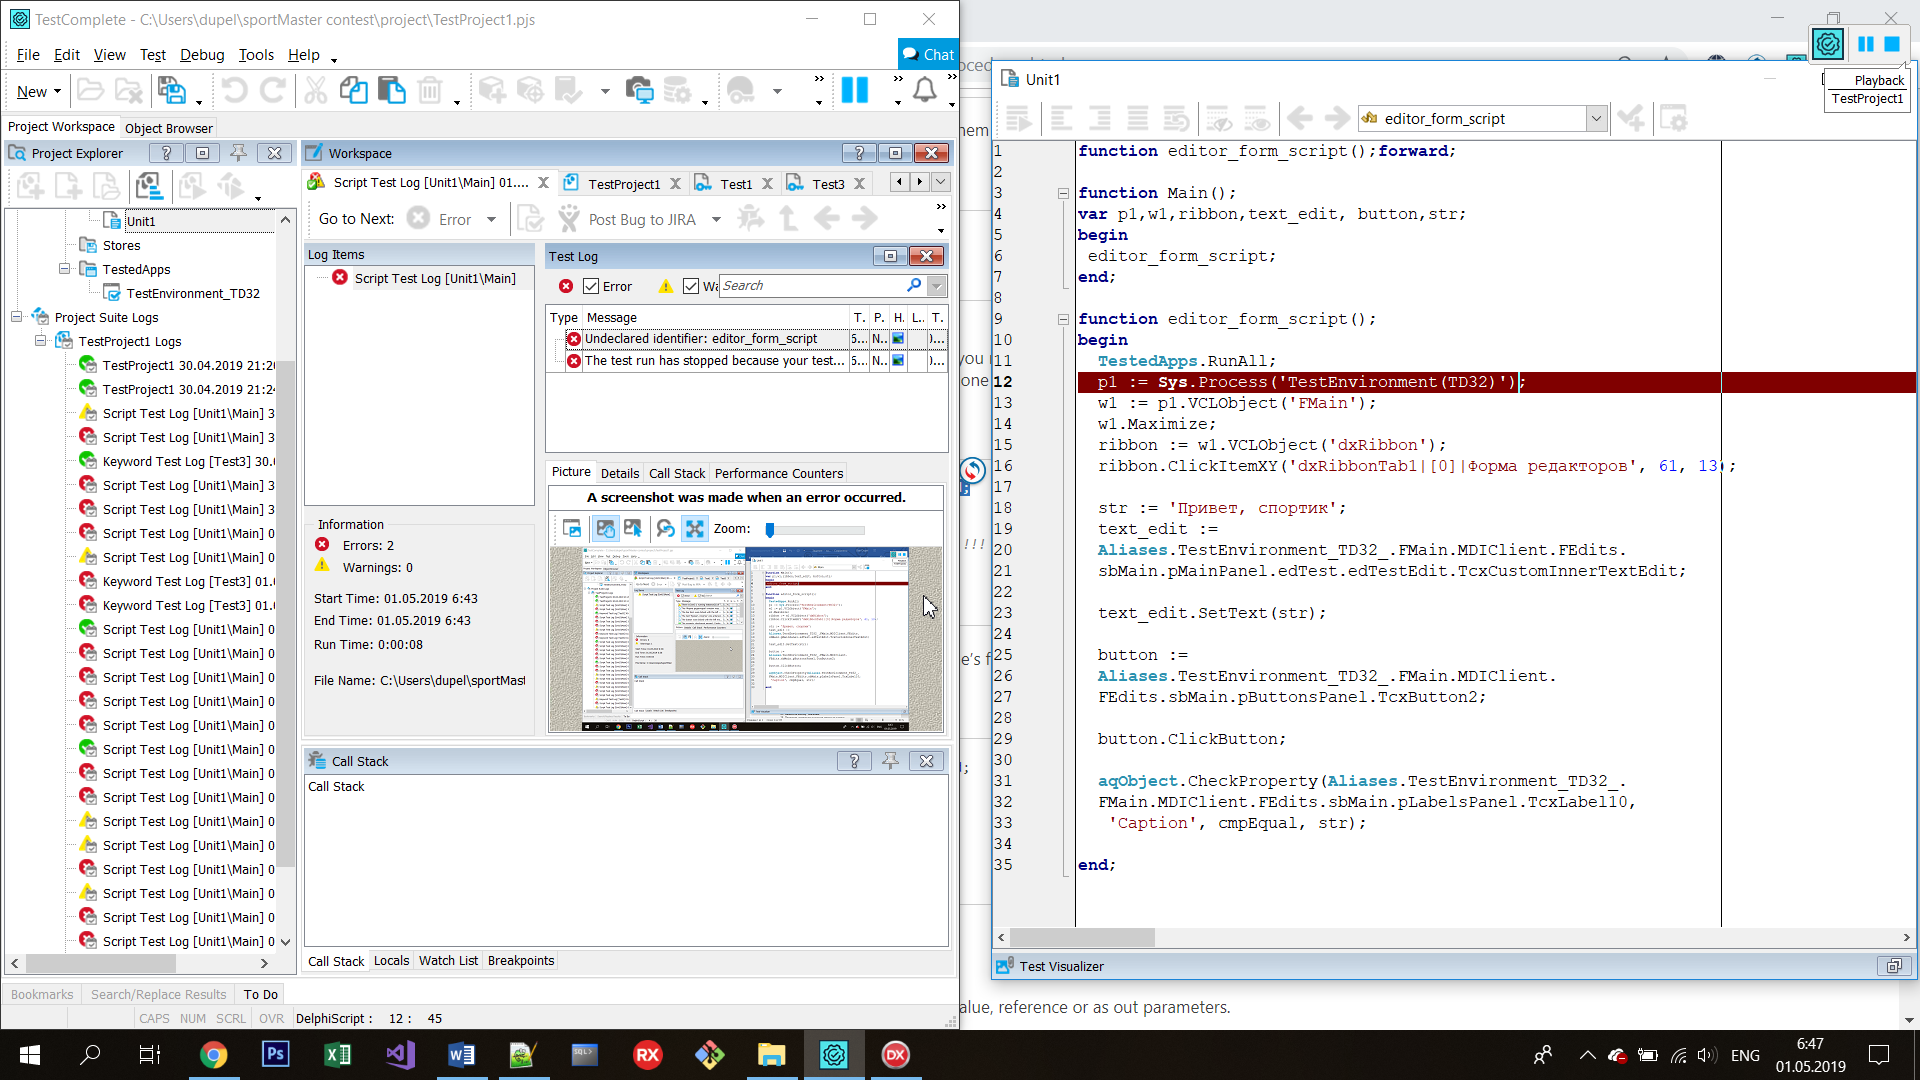 TestComplete - C:\Users\dupel\sportMaster contest\project\TestProject1.pjs
File Edit View Test Debug Tools Help
Chat
New
Project Workspace Object Browser
Project Explorer
Unit1
Stores
TestedApps
TestEnvironment_TD32
Project Suite Logs
TestProject1 Logs
TestProject1 30.04.2019 21:20
TestProject1 30.04.2019 21:24
Script Test Log [Unit1\Main] 3
Script Test Log [Unit1\Main] 3
Keyword Test Log [Test3] 30.
Script Test Log [Unit1\Main] 3
Script Test Log [Unit1\Main] 3
Script Test Log [Unit1\Main] 0
Script Test Log [Unit1\Main] 0
Keyword Test Log [Test3] 01.
Keyword Test Log [Test3] 01.
Script Test Log [Unit1\Main] 0
Script Test Log [Unit1\Main] 0
Script Test Log [Unit1\Main] 0
Script Test Log [Unit1\Main] 0
Script Test Log [Unit1\Main] 0
Script Test Log [Unit1\Main] 0
Script Test Log [Unit1\Main] 0
Script Test Log [Unit1\Main] 0
Script Test Log [Unit1\Main] 0
Script Test Log [Unit1\Main] 0
Script Test Log [Unit1\Main] 0
Script Test Log [Unit1\Main] 0
Script Test Log [Unit1\Main] 0
Script Test Log [Unit1\Main] 0
Workspace
Script Test Log [Unit1\Main] 01.... TestProject1 Test1 Test3
Go to Next: Error Post Bug to JIRA
Log Items
Script Test Log [Unit1\Main]
Information
Errors: 2
Warnings: 0
Start Time: 01.05.2019 6:43
End Time: 01.05.2019 6:43
Run Time: 0:00:08
File Name: C:\Users\dupel\sportMast
Test Log
Error Wa Search
Type Message T. P. H. L.. T.
Undeclared identifier: editor_form_script 6... N.. )...
The test run has stopped because your test... 6... N.. )...
Picture Details Call Stack Performance Counters
A screenshot was made when an error occurred.
Zoom:
Call Stack
Call Stack
Call Stack Locals Watch List Breakpoints
Bookmarks Search/Replace Results To Do
CAPS NUM SCRL OVR DelphiScript : 12 : 45
Unit1
Playback
TestProject1
editor_form_script
1 function editor_form_script();forward;
2
3 function Main();
4 var p1,w1,ribbon,text_edit, button,str;
5 begin
6 editor_form_script;
7 end;
8
9 function editor_form_script();
10 begin
11 TestedApps.RunAll;
12 p1 := Sys.Process('TestEnvironment(TD32)');
13 w1 := p1.VCLObject('FMain');
14 w1.Maximize;
15 ribbon := w1.VCLObject('dxRibbon');
16 ribbon.ClickItemXY('dxRibbonTab1|[0]|Форма редакторов', 61, 13);
17
18 str := 'Привет, спортик';
19 text_edit :=
20 Aliases.TestEnvironment_TD32_.FMain.MDIClient.FEdits.
21 sbMain.pMainPanel.edTest.edTestEdit.TcxCustomInnerTextEdit;
22
23 text_edit.SetText(str);
24
25 button :=
26 Aliases.TestEnvironment_TD32_.FMain.MDIClient.
27 FEdits.sbMain.pButtonsPanel.TcxButton2;
28
29 button.ClickButton;
30
31 aqObject.CheckProperty(Aliases.TestEnvironment_TD32_.
32 FMain.MDIClient.FEdits.sbMain.pLabelsPanel.TcxLabel10,
33 'Caption', cmpEqual, str);
34
35 end;
Test Visualizer
alue, reference or as out parameters.
ENG
6:47
01.05.2019